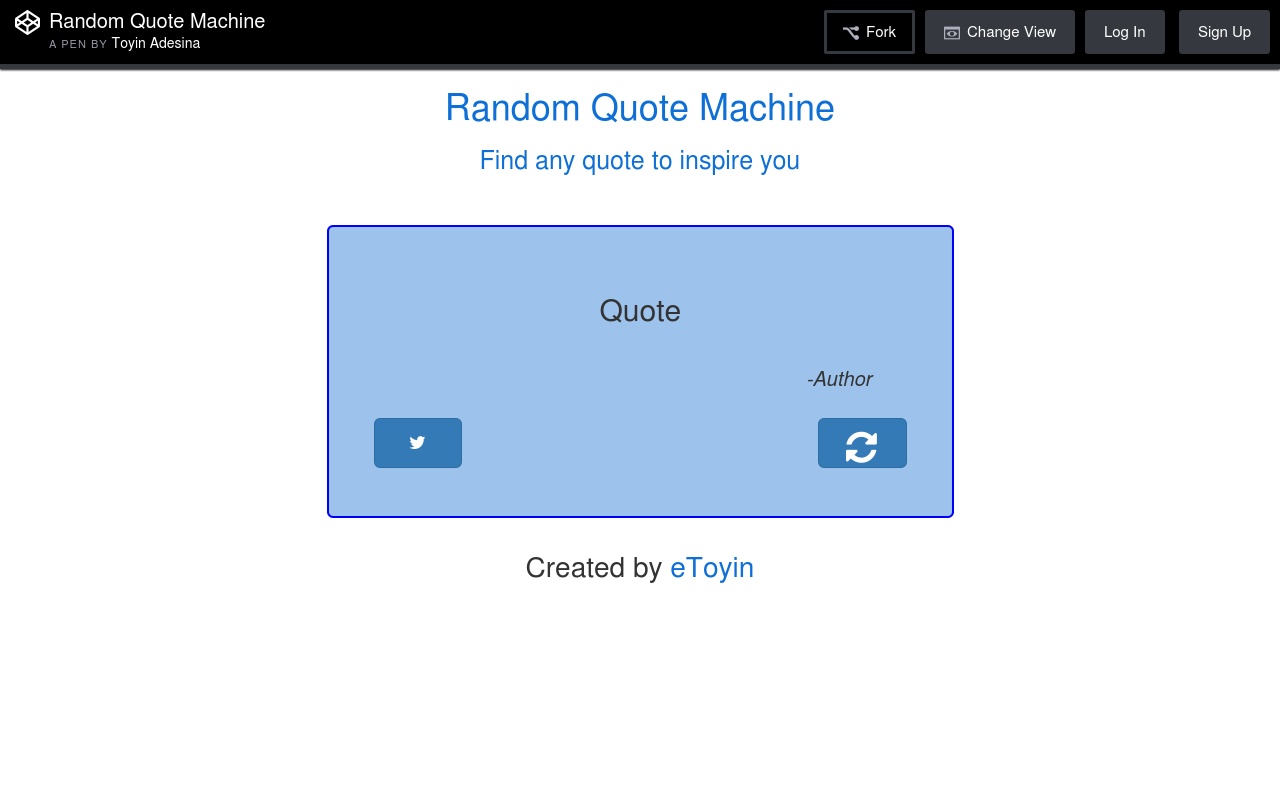 Random Quote Machine
A PEN BY Toyin Adesina
Fork
Change View
Log In
Sign Up
Random Quote Machine
Find any quote to inspire you
Quote
-Author
Created by eToyin